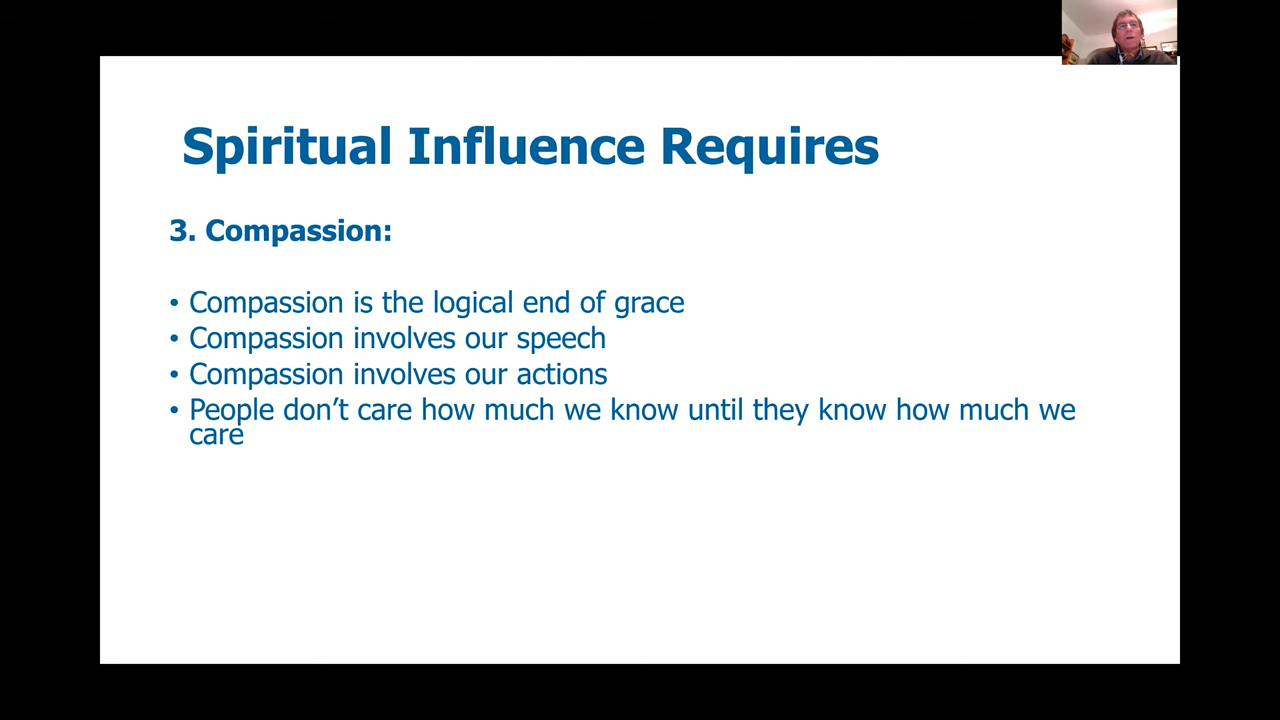 Spiritual Influence Requires
3. Compassion:
• Compassion is the logical end of grace
• Compassion involves our speech
• Compassion involves our actions
• People don’t care how much we know until they know how much we
care